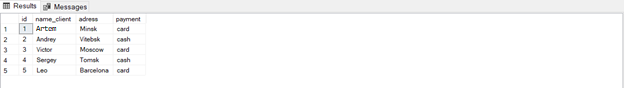 Results Messages
id name_client adress payment
1 1 Artem Minsk card
2 2 Andrey Vitebsk cash
3 3 Victor Moscow card
4 4 Sergey Tomsk cash
5 5 Leo Barcelona card